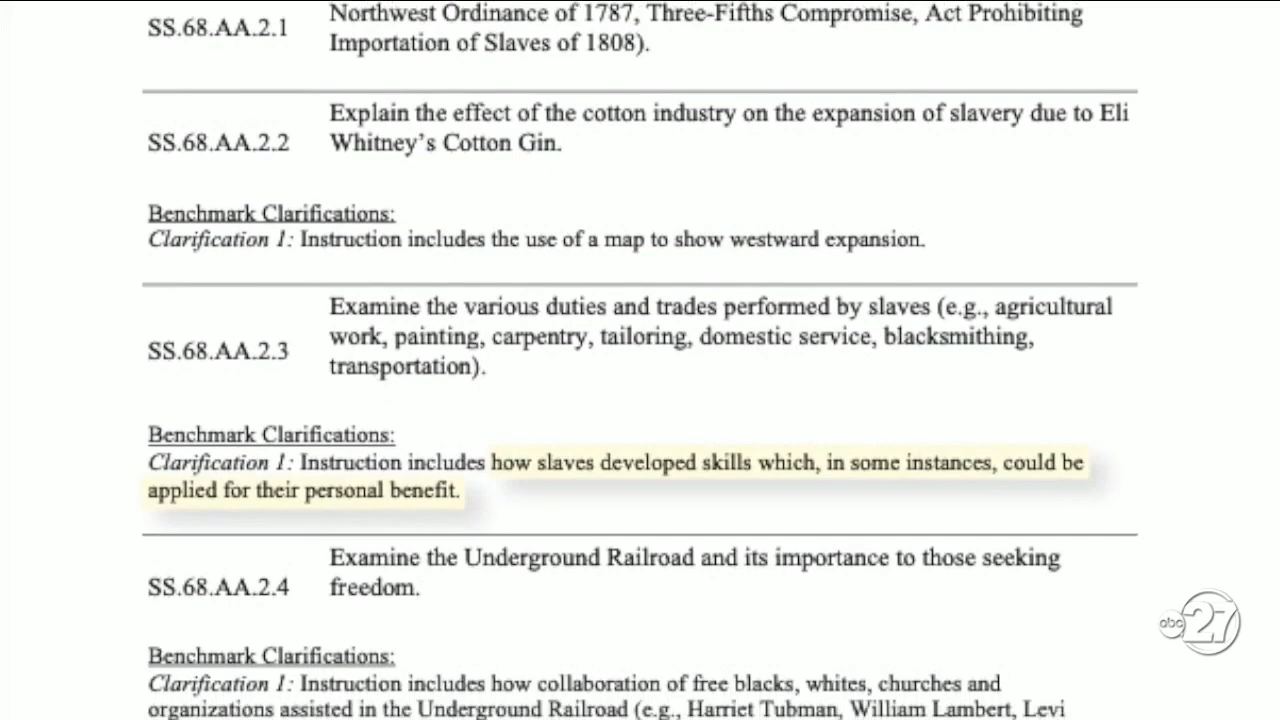 Northwest Ordinance of 1787, Three-Fifths Compromise, Act Prohibiting
SS.68.AA.2.1
Importation of Slaves of 1808).
Explain the effect of the cotton industry on the expansion of slavery due to Eli
SS.68.AA.2.2
Whitney's Cotton Gin.
Benchmark Clarifications:
Clarification 1: Instruction includes the use of a map to show westward expansion.
Examine the various duties and trades performed by slaves (e.g., agricultural
work, painting, carpentry, tailoring, domestic service, blacksmithing,
SS.68.AA.2.3
transportation).
Benchmark Clarifications:
Clarification 1: Instruction includes how slaves developed skills which, in some instances, could be
applied for their personal benefit.
Examine the Underground Railroad and its importance to those seeking
SS.68.AA.2.4
freedom.
Benchmark Clarifications:
Clarification 1: Instruction includes how collaboration of free blacks, whites, churches and
organizations assisted in the Underground Railroad (e.g., Harriet Tubman, William Lambert, Levi
abc 27